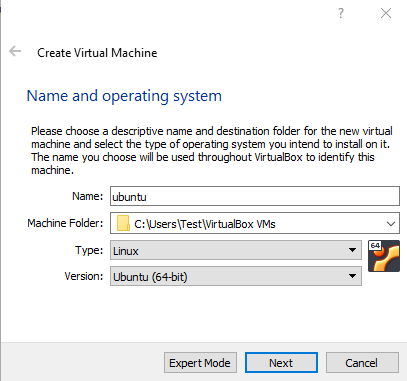 ?
Create Virtual Machine
Name and operating system
Please choose a descriptive name and destination folder for the new virtual
machine and select the type of operating system you intend to install on it.
The name you choose will be used throughout VirtualBox to identify this
machine.
Name: ubuntu
Machine Folder: C:\Users\Test\VirtualBox VMs
Type: Linux
64
Version: Ubuntu (64-bit)
Expert Mode Next Cancel